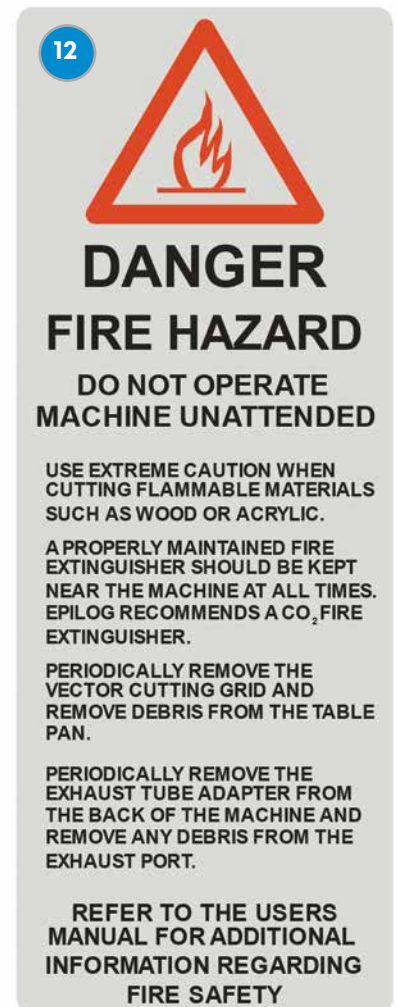 12
DANGER
FIRE HAZARD
DO NOT OPERATE
MACHINE UNATTENDED
USE EXTREME CAUTION WHEN
CUTTING FLAMMABLE MATERIALS
SUCH AS WOOD OR ACRYLIC.
A PROPERLY MAINTAINED FIRE
EXTINGUISHER SHOULD BE KEPT
NEAR THE MACHINE AT ALL TIMES.
EPILOG RECOMMENDS A CO₂ FIRE
EXTINGUISHER.
PERIODICALLY REMOVE THE
VECTOR CUTTING GRID AND
REMOVE DEBRIS FROM THE TABLE
PAN.
PERIODICALLY REMOVE THE
EXHAUST TUBE ADAPTER FROM
THE BACK OF THE MACHINE AND
REMOVE ANY DEBRIS FROM THE
EXHAUST PORT.
REFER TO THE USERS
MANUAL FOR ADDITIONAL
INFORMATION REGARDING
FIRE SAFETY